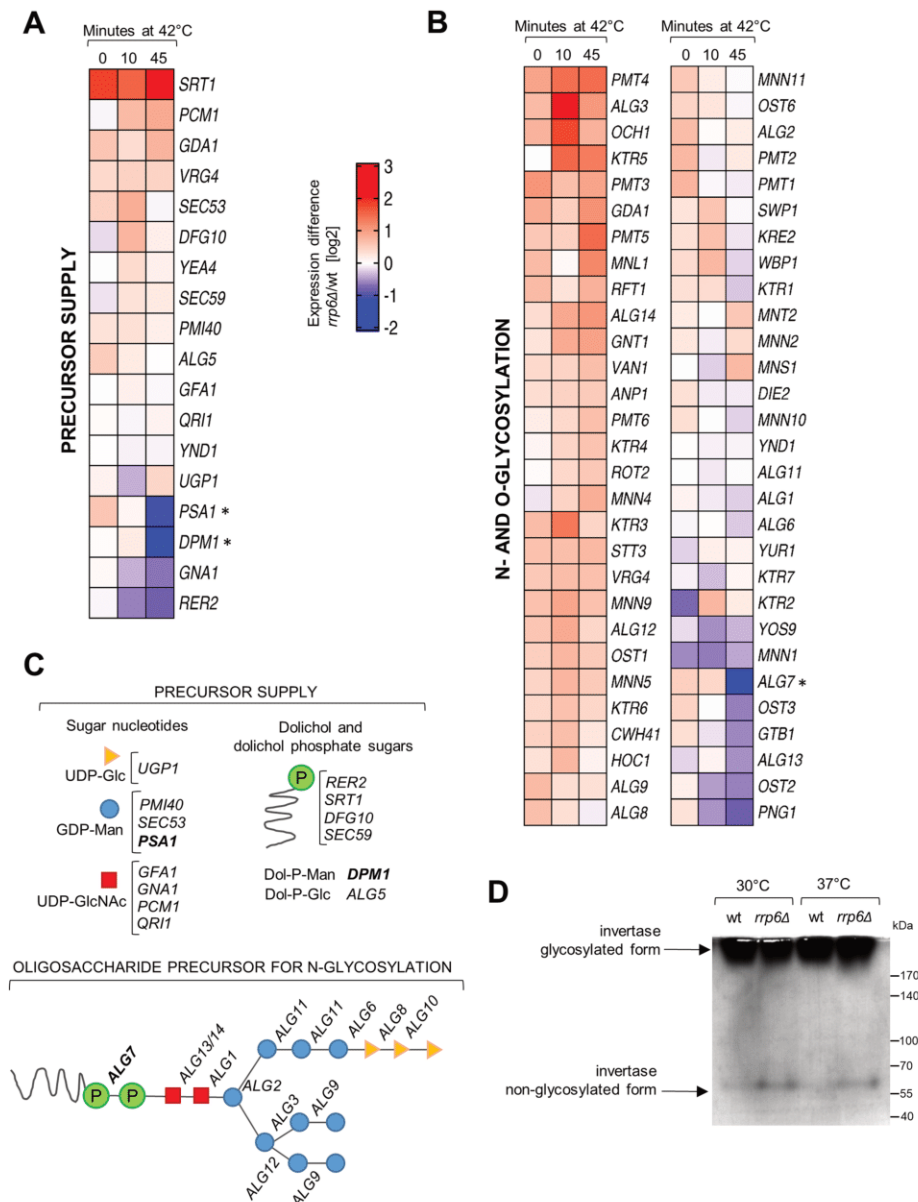 A
Minutes at 42°C
0 10 45
PRECURSOR SUPPLY
SRT1
PCM1
GDA1
VRG4
SEC53
DFG10
YEA4
SEC59
PMI40
ALG5
GFA1
QRI1
YND1
UGP1
PSA1 *
DPM1 *
GNA1
RER2
Expression difference
rrp6Δ/wt [log2]
3
2
1
0
-1
-2
B
Minutes at 42°C
0 10 45
N- AND O-GLYCOSYLATION
PMT4
ALG3
OCH1
KTR5
PMT3
GDA1
PMT5
MNL1
RFT1
ALG14
GNT1
VAN1
ANP1
PMT6
KTR4
ROT2
MNN4
KTR3
STT3
VRG4
MNN9
ALG12
OST1
MNN5
KTR6
CWH41
HOC1
ALG9
ALG8
Minutes at 42°C
0 10 45
MNN11
OST6
ALG2
PMT2
PMT1
SWP1
KRE2
WBP1
KTR1
MNT2
MNN2
MNS1
DIE2
MNN10
YND1
ALG11
ALG1
ALG6
YUR1
KTR7
KTR2
YOS9
MNN1
ALG7 *
OST3
GTB1
ALG13
OST2
PNG1
C
PRECURSOR SUPPLY
Sugar nucleotides
UDP-Glc
UGP1
GDP-Man
PMI40
SEC53
PSA1
UDP-GlcNAc
GFA1
GNA1
PCM1
QRI1
Dolichol and
dolichol phosphate sugars
P
RER2
SRT1
DFG10
SEC59
Dol-P-Man DPM1
Dol-P-Glc ALG5
OLIGOSACCHARIDE PRECURSOR FOR N-GLYCOSYLATION
P P
ALG7
ALG13/14
ALG1
ALG2
ALG11
ALG11
ALG6
ALG8
ALG10
ALG3
ALG9
ALG12
ALG9
D
30°C 37°C
wt rrp6Δ wt rrp6Δ
kDa
invertase
glycosylated form
invertase
non-glycosylated form
170
140
100
70
55
40